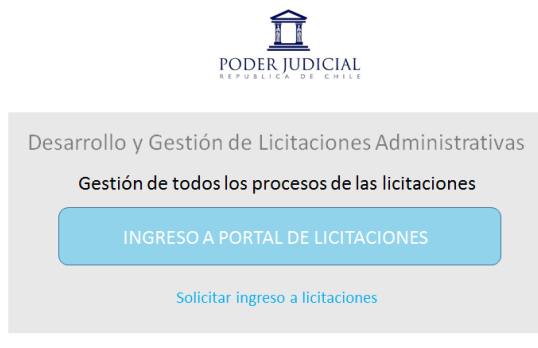 PODER JUDICIAL
REPUBLICA DE CHILE
Desarrollo y Gestión de Licitaciones Administrativas
Gestión de todos los procesos de las licitaciones
INGRESO A PORTAL DE LICITACIONES
Solicitar ingreso a licitaciones